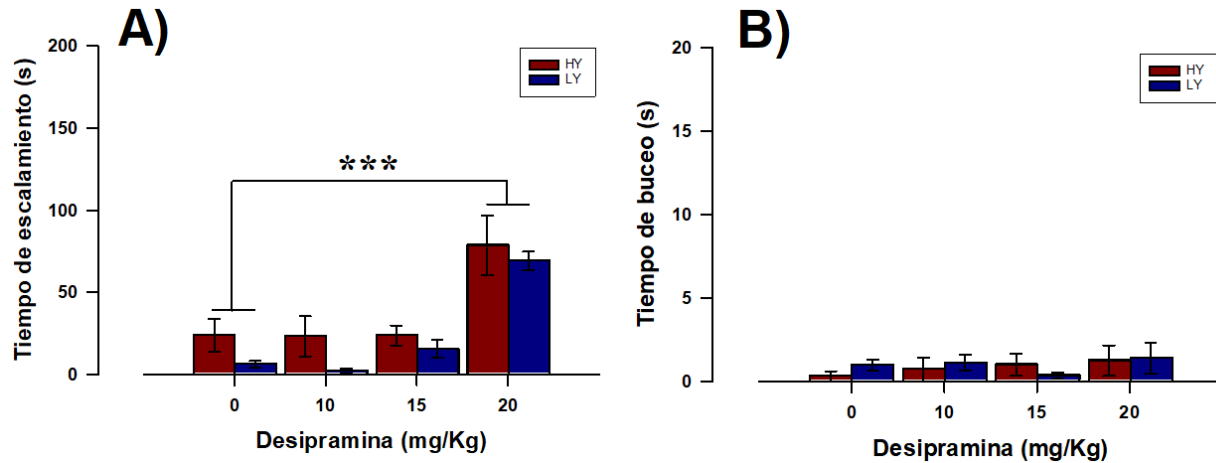 A)
Tiempo de escalamiento (s)
200
150
100
50
0
HY
LY
***
0 10 15 20
Desipramina (mg/Kg)
B)
Tiempo de buceo (s)
20
15
10
5
0
HY
LY
0 10 15 20
Desipramina (mg/Kg)